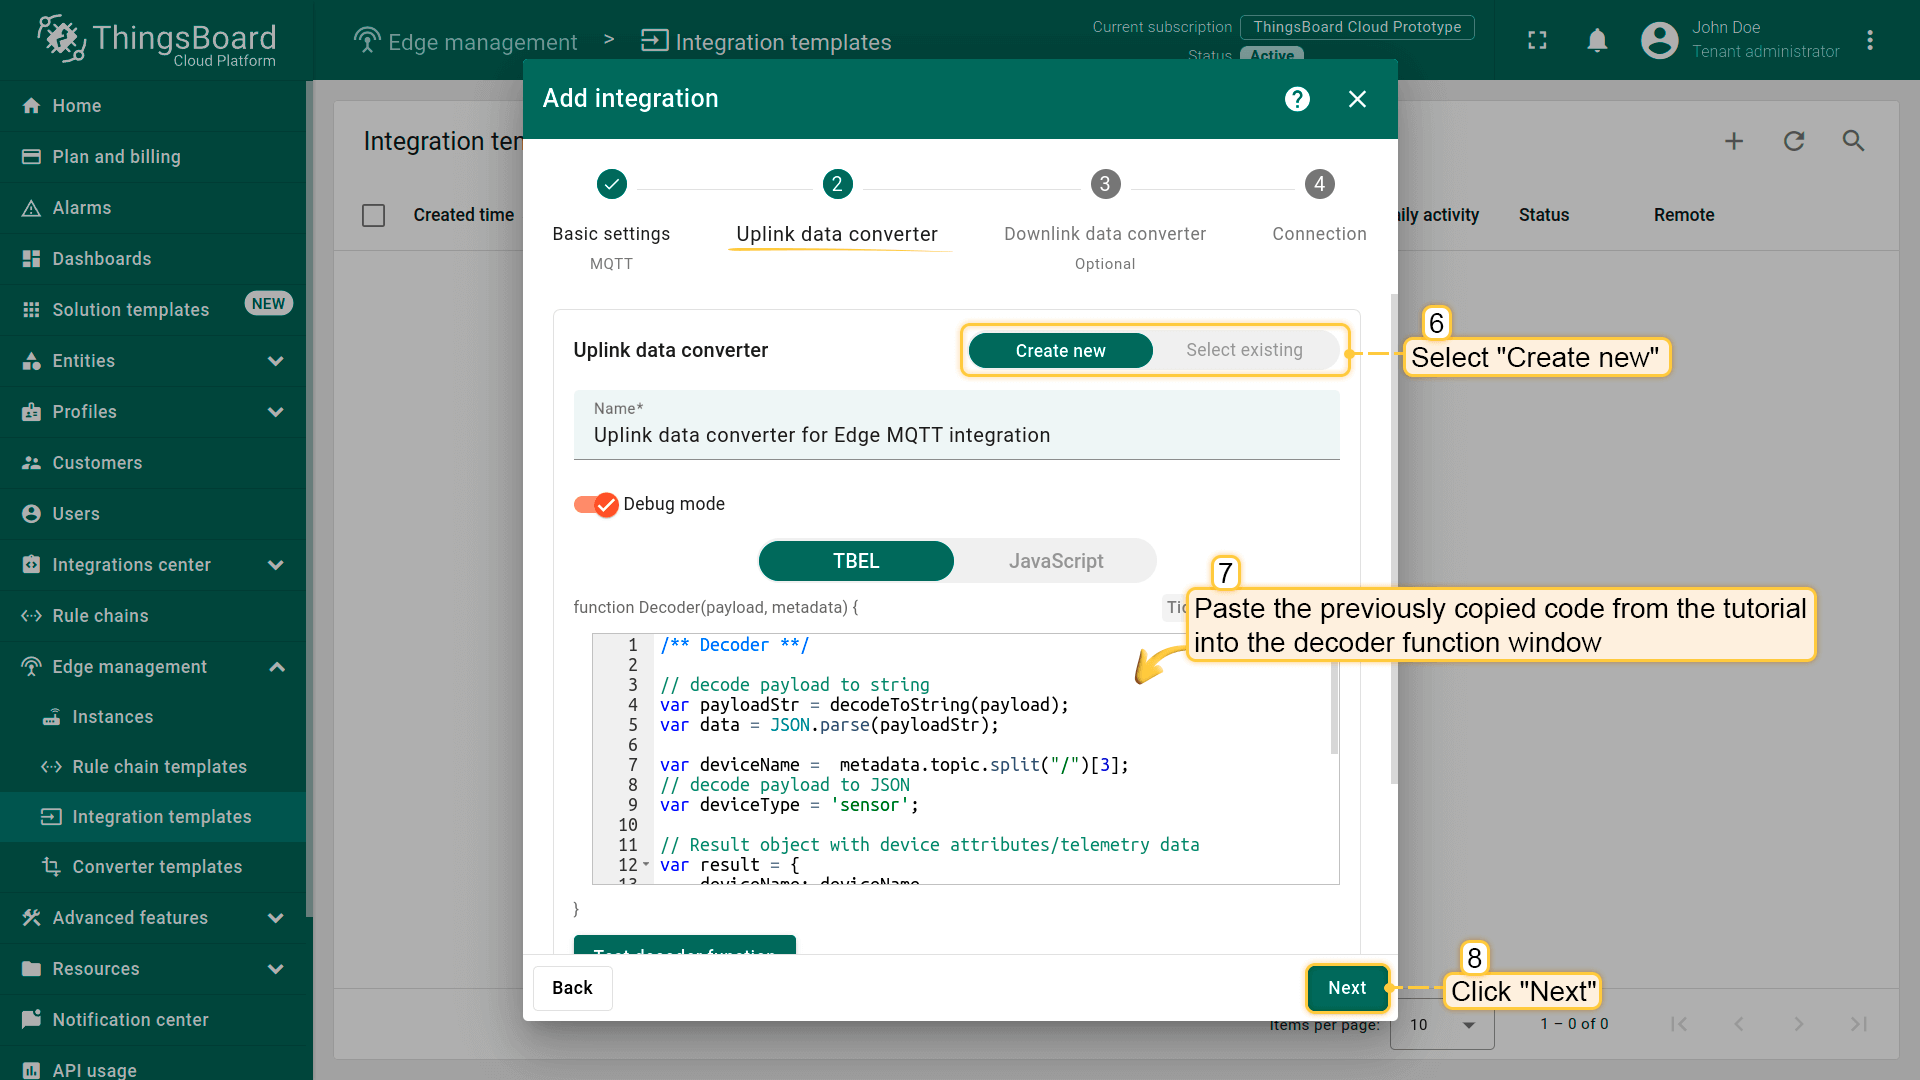 ThingsBoard
Cloud Platform
Edge management > Integration templates
Current subscription ThingsBoard Cloud Prototype
Status Active
John Doe
Tenant administrator
Home
Plan and billing
Alarms
Dashboards
Solution templates NEW
Entities
Profiles
Customers
Users
Integrations center
Rule chains
Edge management
Instances
Rule chain templates
Integration templates
Converter templates
Advanced features
Resources
Notification center
API usage
Integration ten
Created time
ily activity Status Remote
Add integration
2 3 4
Basic settings
MQTT
Uplink data converter
Downlink data converter
Optional
Connection
Uplink data converter
Create new Select existing
6
Select "Create new"
Name*
Uplink data converter for Edge MQTT integration
Debug mode
TBEL JavaScript
function Decoder(payload, metadata) {
7
Paste the previously copied code from the tutorial
into the decoder function window
1 /** Decoder **/
2
3 // decode payload to string
4 var payloadStr = decodeToString(payload);
5 var data = JSON.parse(payloadStr);
6
7 var deviceName =  metadata.topic.split("/")[3];
8 // decode payload to JSON
9 var deviceType = 'sensor';
10
11 // Result object with device attributes/telemetry data
12 var result = {
13 deviceName: deviceName
}
Test decoder function
Back
Next
8
Click "Next"
Items per page: 10 1 – 0 of 0